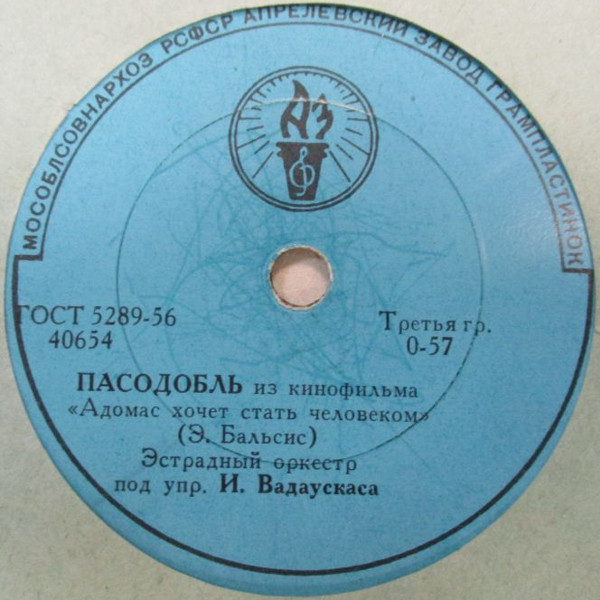 МОСОБЛСОВНАРХОЗ РСФСР АПРЕЛЕВСКИЙ ЗАВОД ГРАМПЛАСТИНОК
АЗ
ГОСТ 5289-56
40654
Третья гр.
0-57
ПАСОДОБЛЬ из кинофильма
«Адомас хочет стать человеком»
(Э. Бальсис)
Эстрадный оркестр
под упр. И. Вадаускаса